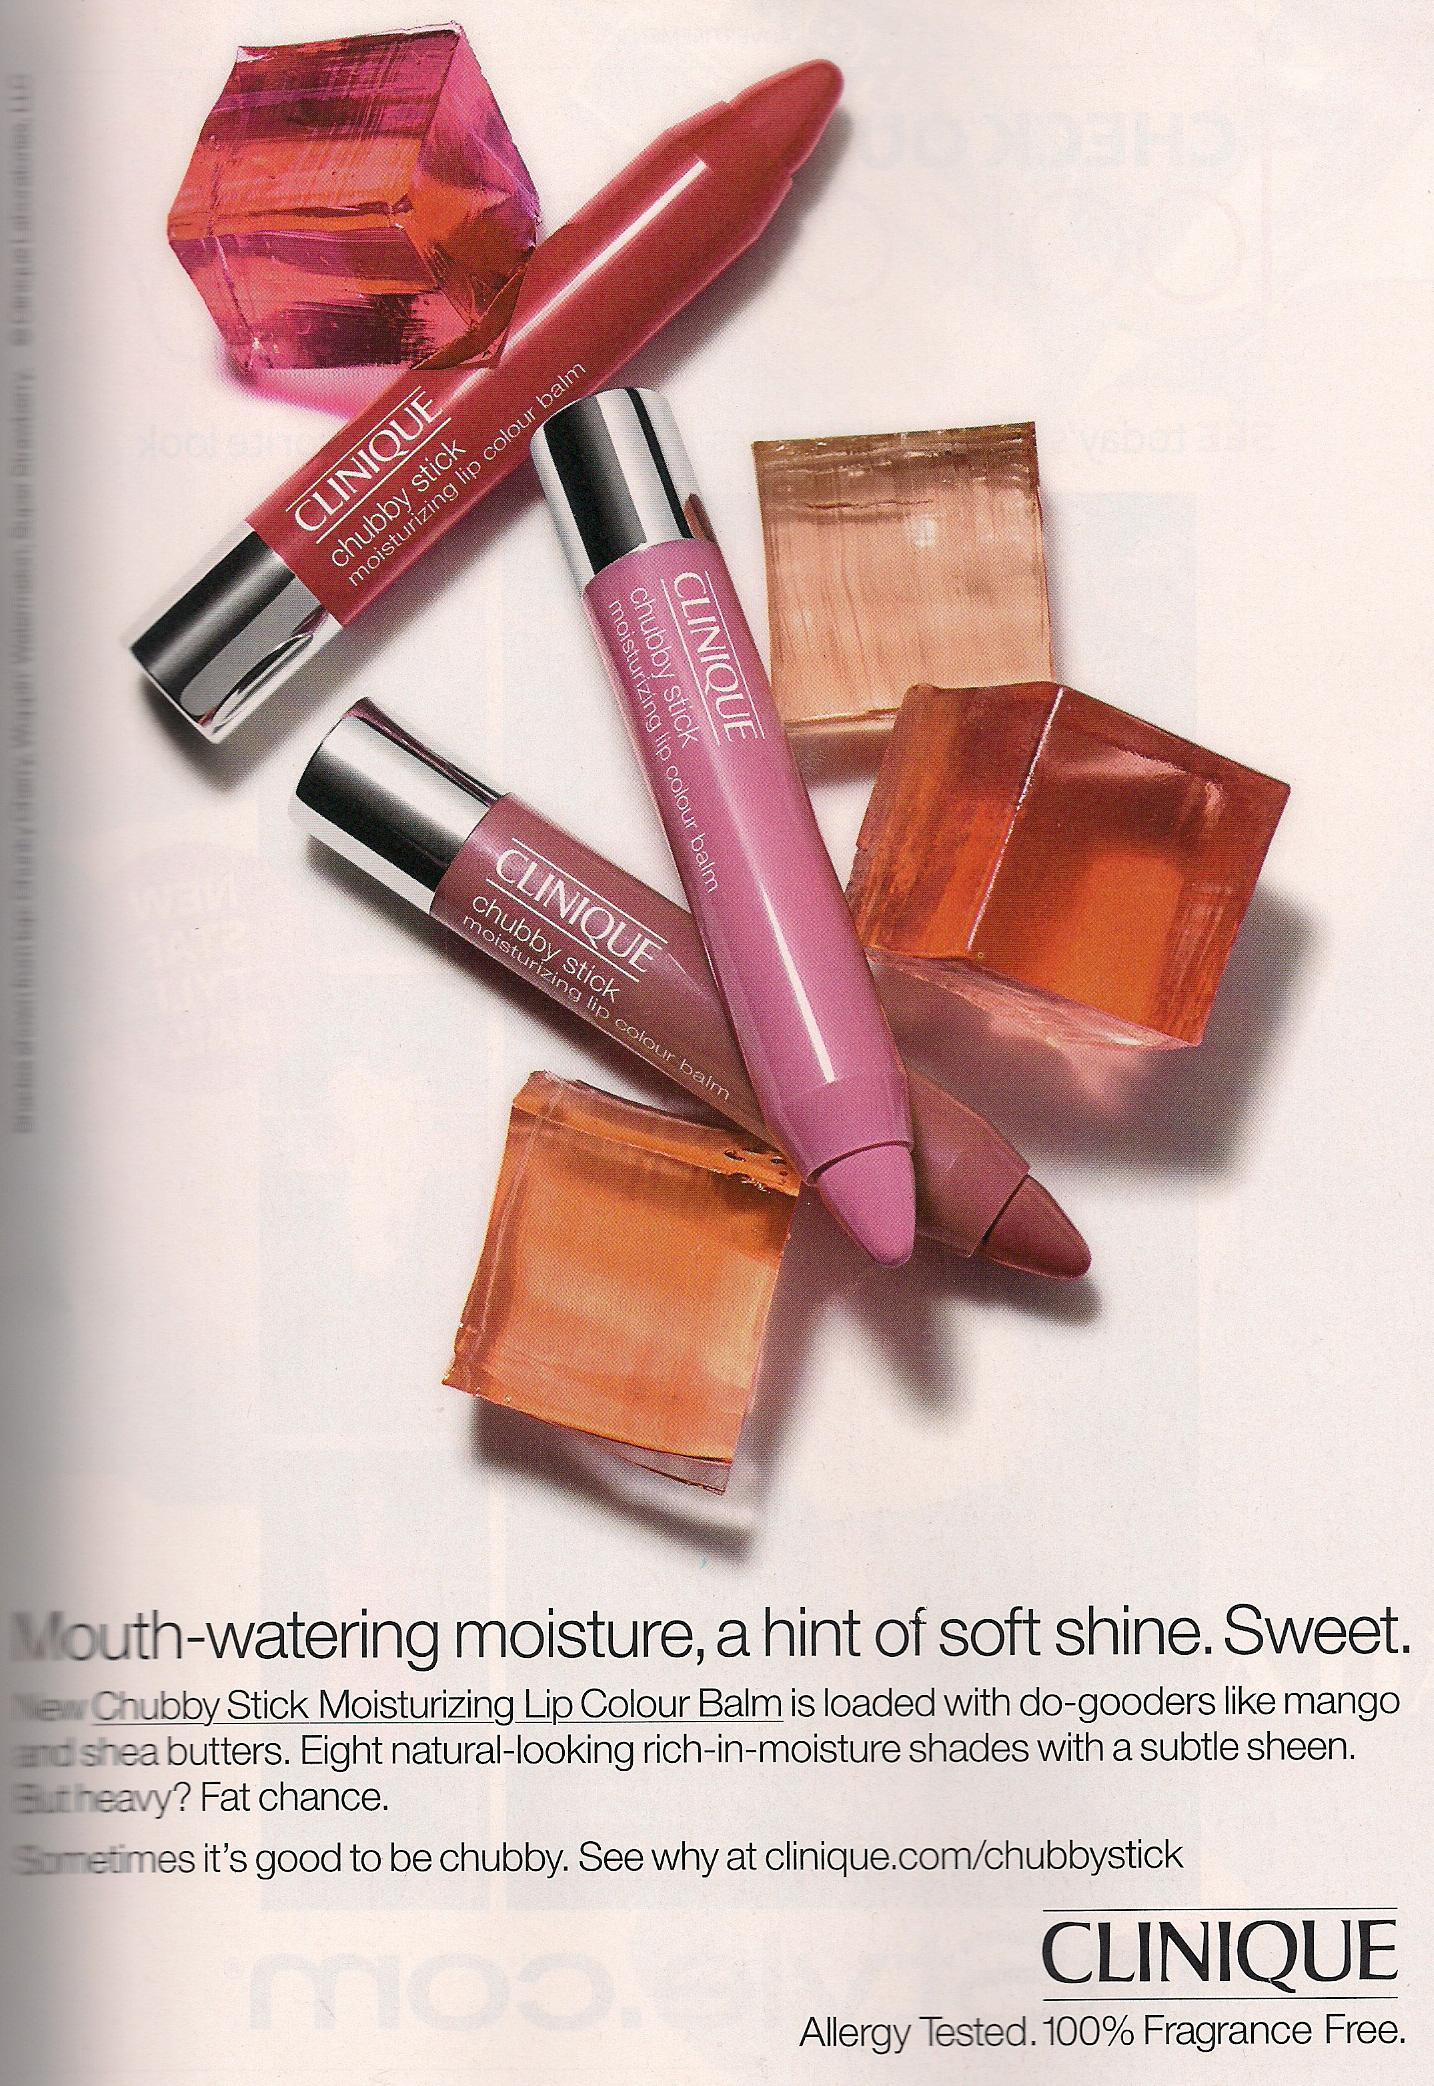 CLINIQUE
chubby stick
moisturizing lip colour balm
CLINIQUE
chubby stick
moisturizing lip colour balm
CLINIQUE
chubby stick
moisturizing lip colour balm
Mouth-watering moisture, a hint of soft shine. Sweet.
New Chubby Stick Moisturizing Lip Colour Balm is loaded with do-gooders like mango
and shea butters. Eight natural-looking rich-in-moisture shades with a subtle sheen.
But heavy? Fat chance.
Sometimes it's good to be chubby. See why at clinique.com/chubbystick
CLINIQUE
Allergy Tested. 100% Fragrance Free.